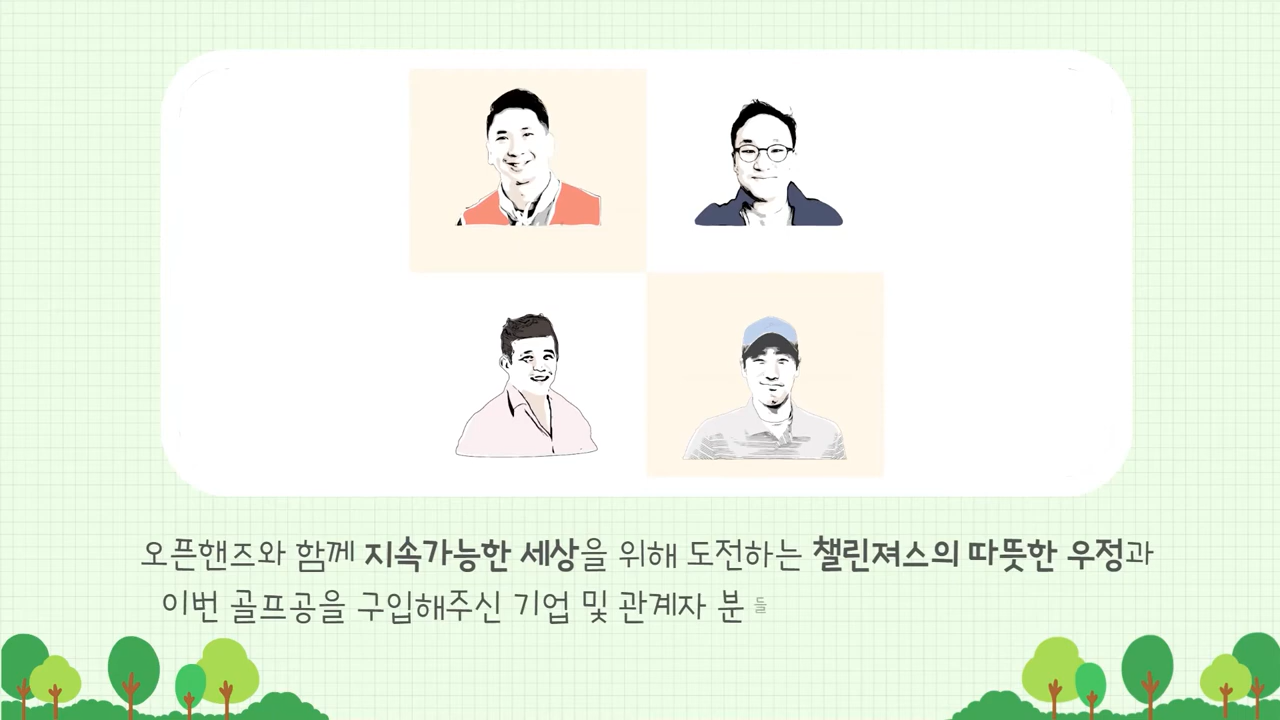 오픈핸즈와 함께 지속가능한 세상을 위해 도전하는 챌린져스의 따뜻한 우정과
이번 골프공을 구입해주신 기업 및 관계자 분들